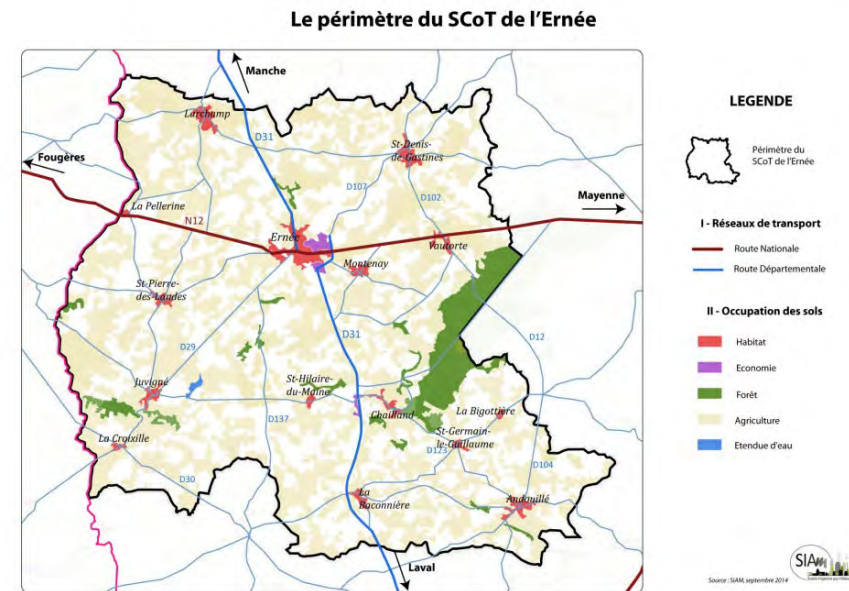 Le périmètre du SCoT de l'Ernée
Manche
Larchamp
D31
St-Denis-
de-Gastines
Fougères
D107
D102
Mayenne
La Pellerine
N12
Ernée
Vautorte
Montenay
St-Pierre-
des-Landes
D31
D29
D12
Juvigné
St-Hilaire-
du-Maine
D137
Chailland
La Bigottière
La Croixille
St-Germain-
le-Guillaume
D123
D104
D30
La
Baconnière
Andouillé
Laval
LEGENDE
Périmètre du
SCoT de l'Ernée
I - Réseaux de transport
Route Nationale
Route Départementale
II - Occupation des sols
Habitat
Economie
Forêt
Agriculture
Etendue d'eau
Source : SIAM, septembre 2014
SIAM